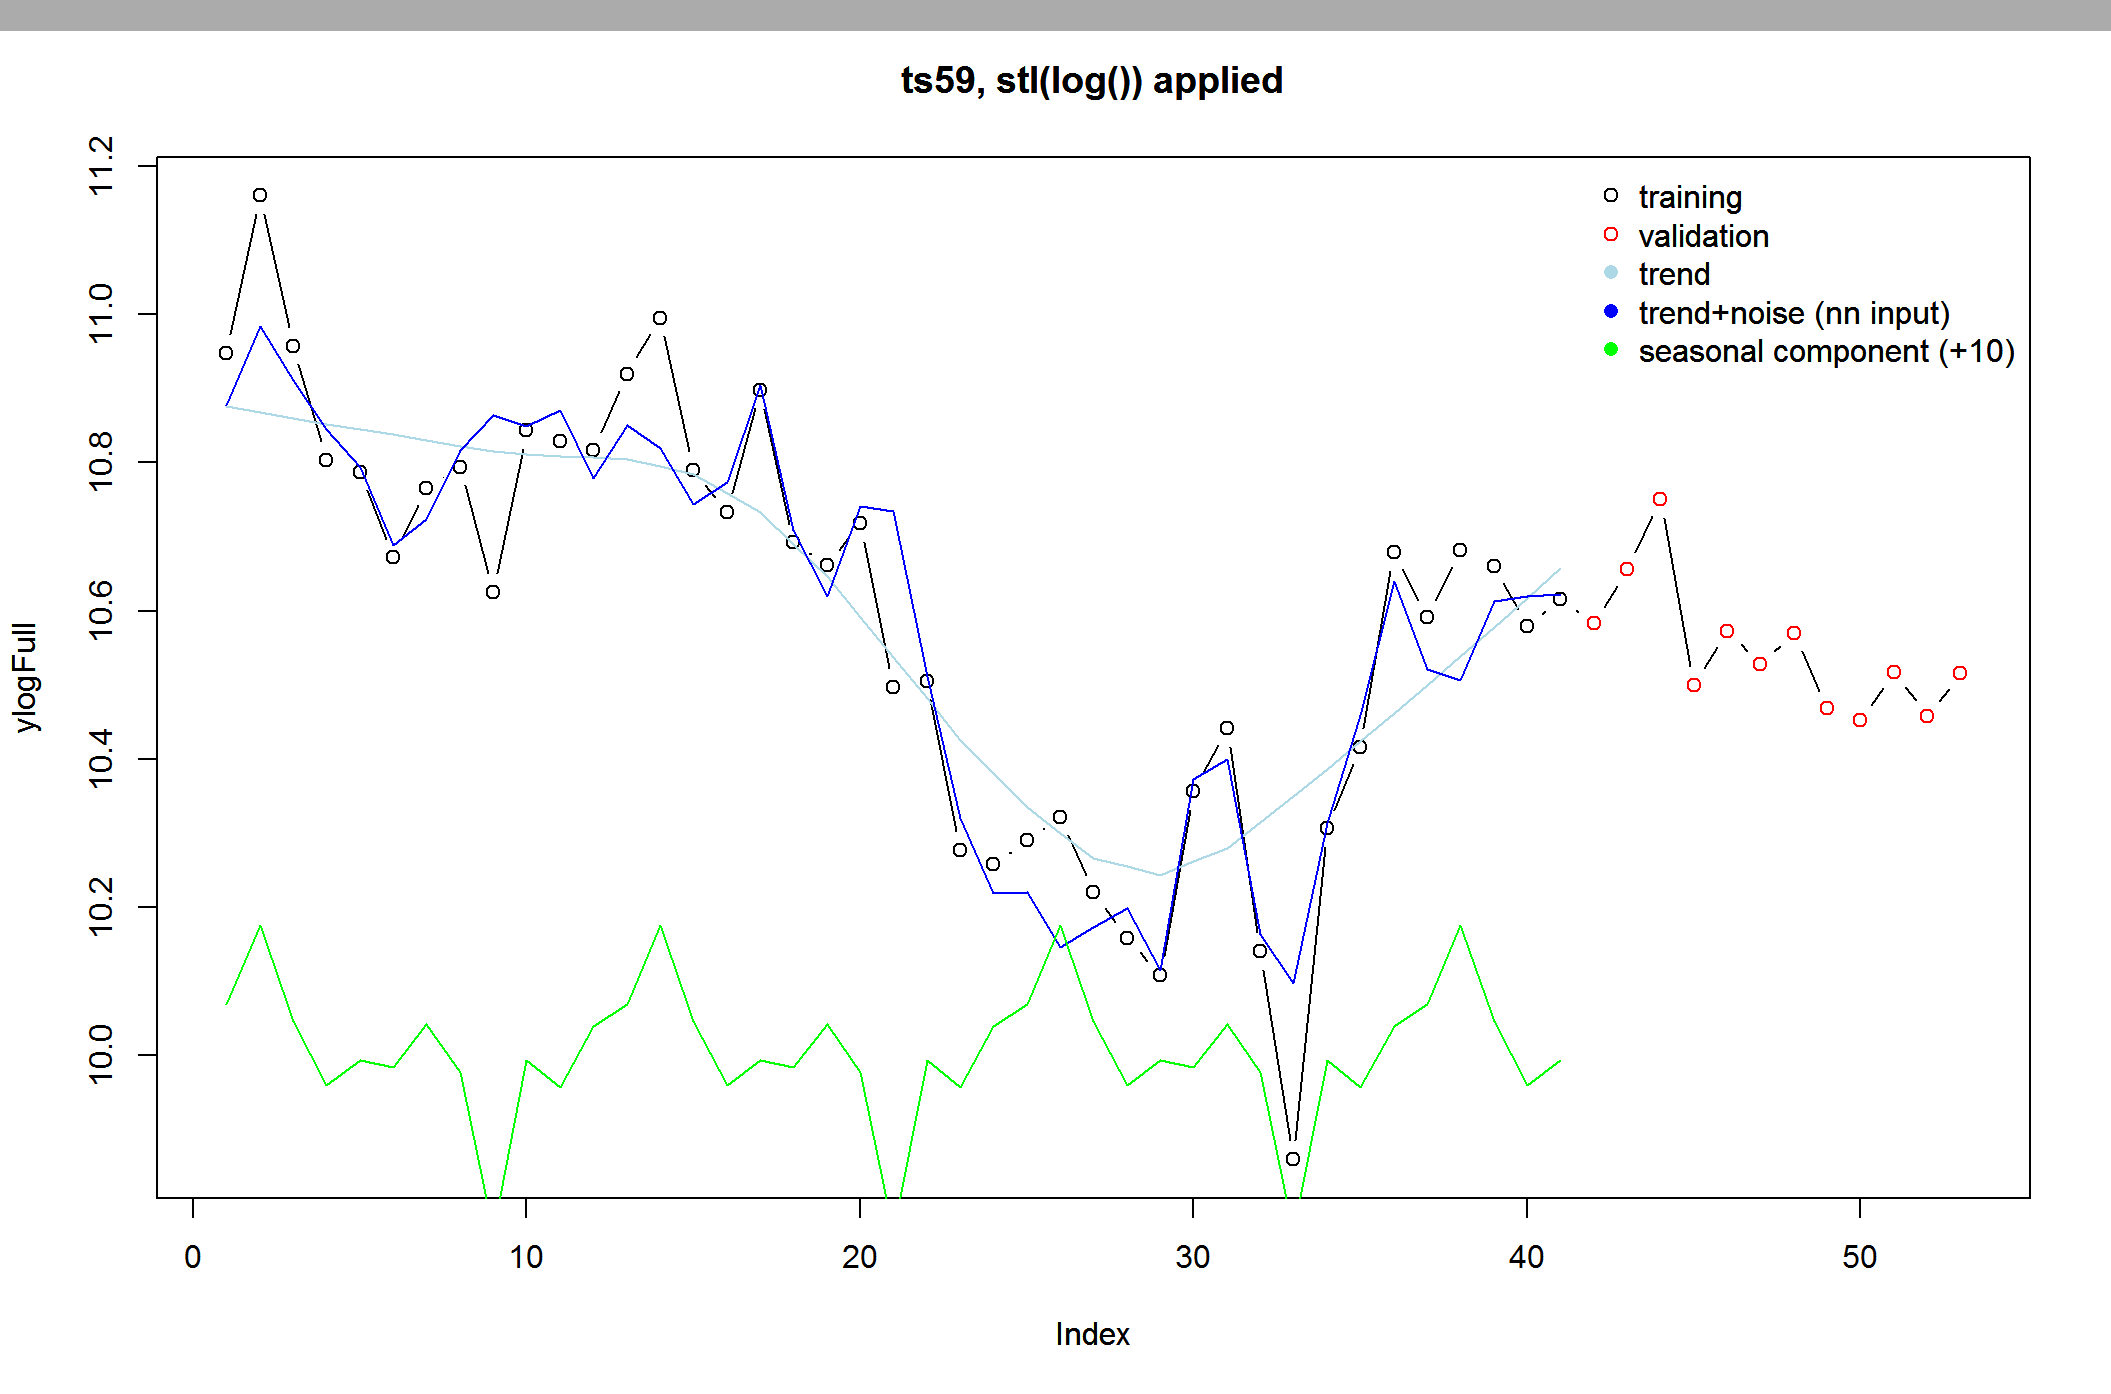 ts59, stl(log()) applied
training
validation
trend
trend+noise (nn input)
seasonal component (+10)
ylogFull
11.2
11.0
10.8
10.6
10.4
10.2
10.0
0 10 20 30 40 50
Index